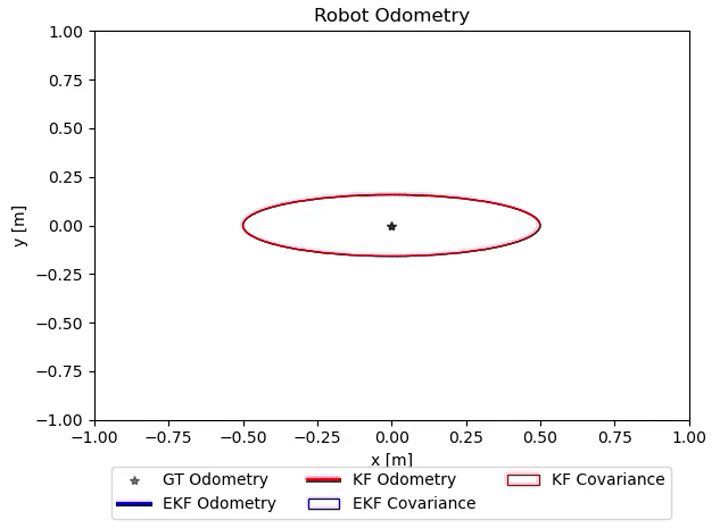 Robot Odometry
1.00
0.75
0.50
0.25
0.00
−0.25
−0.50
−0.75
−1.00
y [m]
−1.00 −0.75 −0.50 −0.25 0.00 0.25 0.50 0.75 1.00
x [m]
GT Odometry KF Odometry KF Covariance
EKF Odometry EKF Covariance